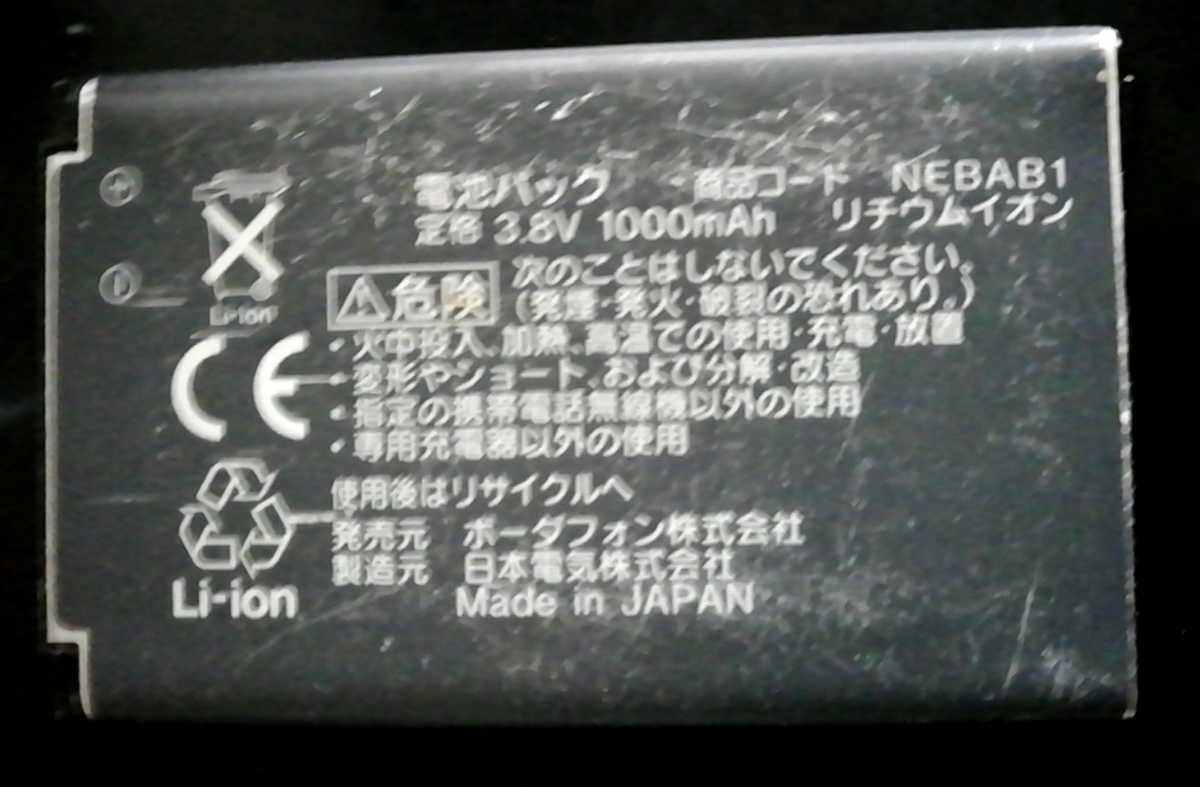 電池パック 商品コード NEBAB1
定格 3.8V 1000mAh リチウムイオン
危険 次のことはしないでください。
(発煙・発火・破裂の恐れあり。)
・火中投入、加熱、高温での使用・充電・放置
・変形やショート、および分解・改造
・指定の携帯電話無線機以外の使用
・専用充電器以外の使用
使用後はリサイクルへ
発売元 ボーダフォン株式会社
製造元 日本電気株式会社
Made in JAPAN
Li-ion
CE
Li-ion